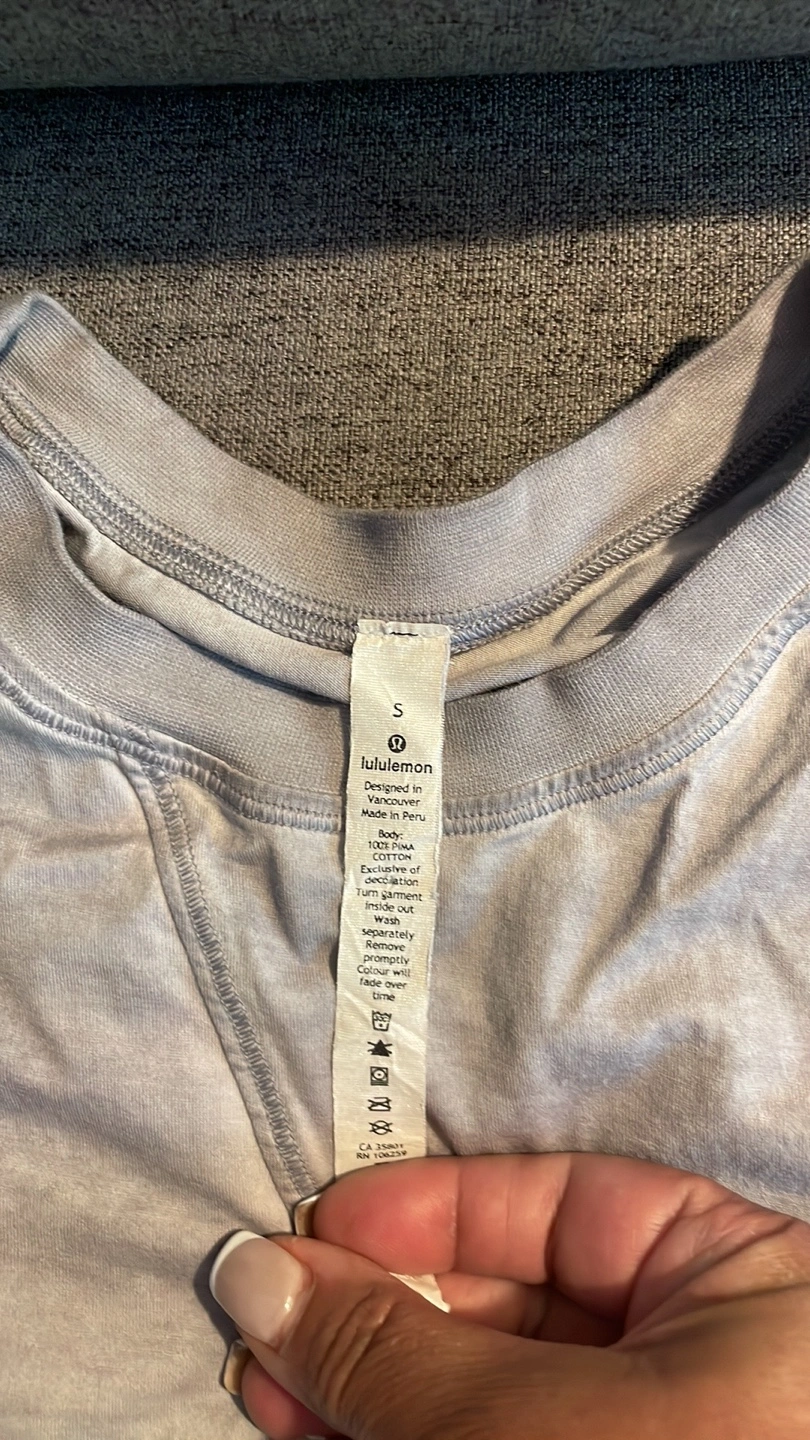 S
lululemon
Designed in
Vancouver
Made in Peru
Body:
100% PIMA
COTTON
Exclusive of
decoration
Turn garment
inside out
Wash
separately
Remove
promptly
Colour will
fade over
time
CA 35801
RN 106259